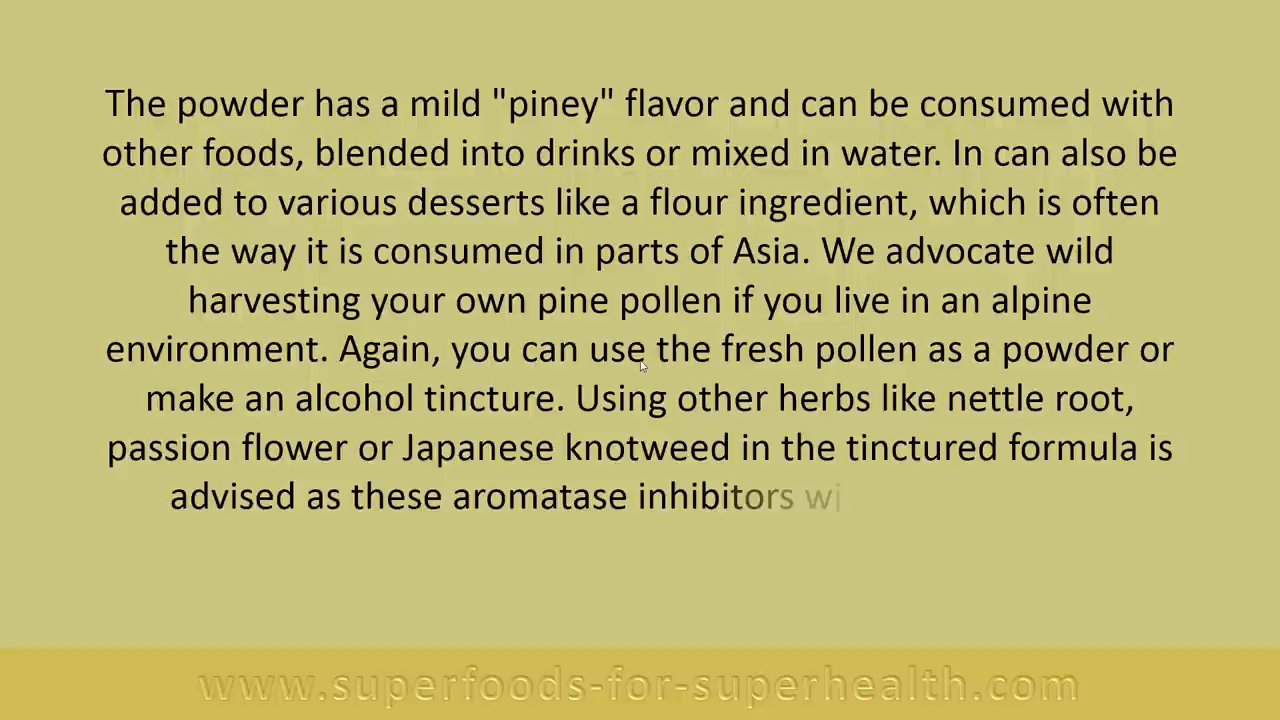 The powder has a mild "piney" flavor and can be consumed with
other foods, blended into drinks or mixed in water. In can also be
added to various desserts like a flour ingredient, which is often
the way it is consumed in parts of Asia. We advocate wild
harvesting your own pine pollen if you live in an alpine
environment. Again, you can use the fresh pollen as a powder or
make an alcohol tincture. Using other herbs like nettle root,
passion flower or Japanese knotweed in the tinctured formula is
advised as these aromatase inhibitors
www.superfoods-for-superhealth.com